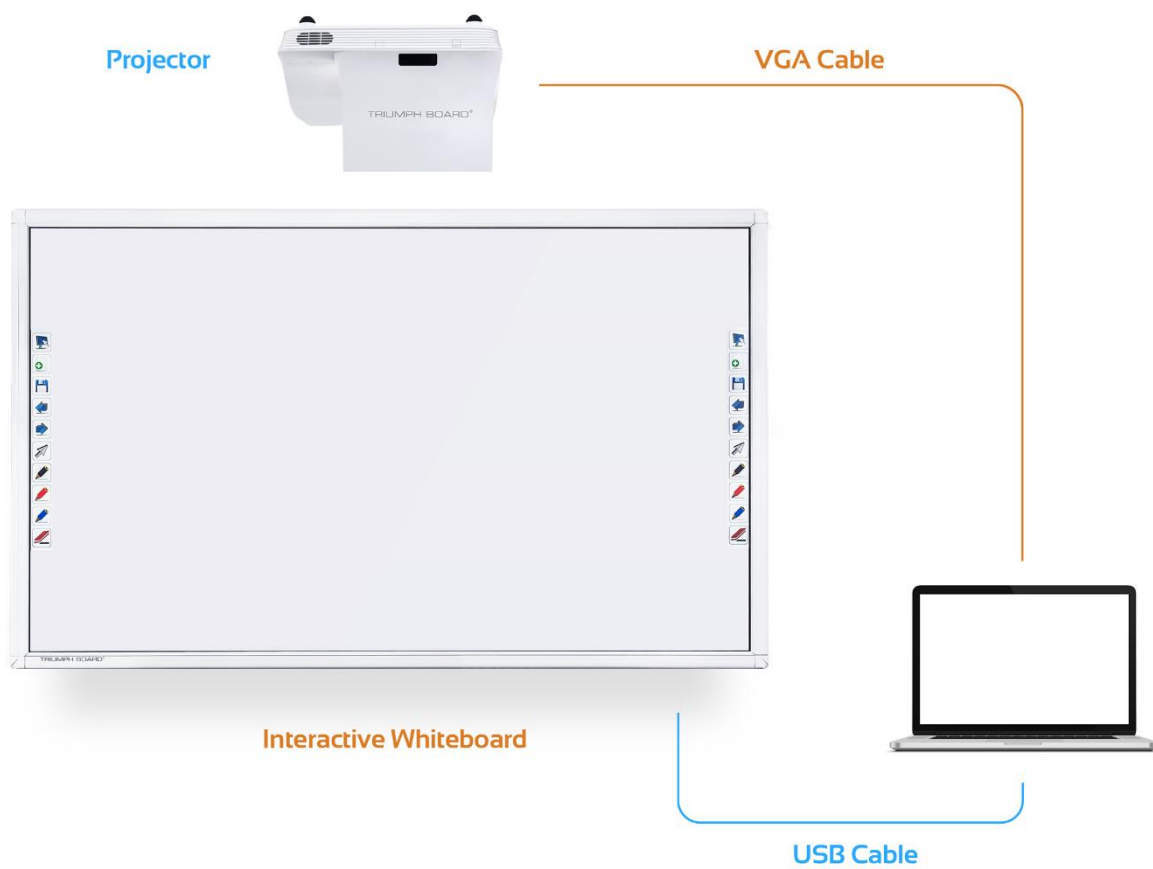 Projector
VGA Cable
TRIUMPH BOARD®
TRIUMPH BOARD®
Interactive Whiteboard
USB Cable